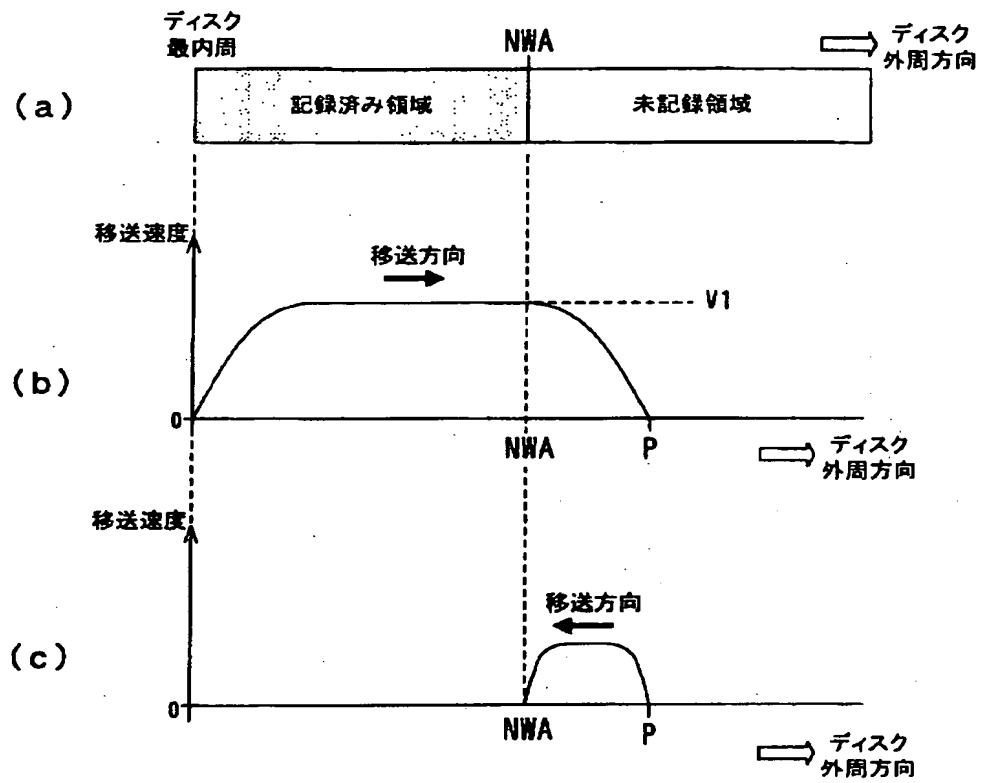 ディスク
最内周
NWA
ディスク
外周方向
(a)
記録済み領域
未記録領域
移送速度
移送方向
V1
(b)
0
NWA
P
ディスク
外周方向
移送速度
移送方向
(c)
0
NWA
P
ディスク
外周方向